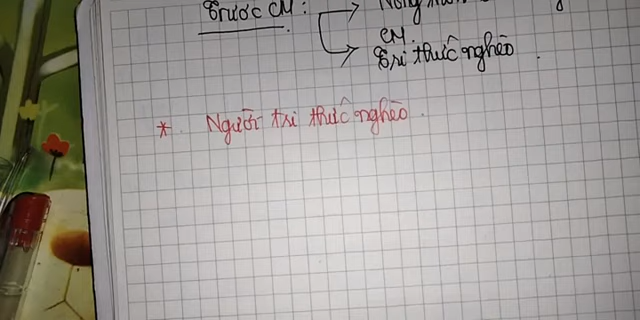 Trước CM:
CM.
Tri thức nghèo.
* Người tri thức nghèo.